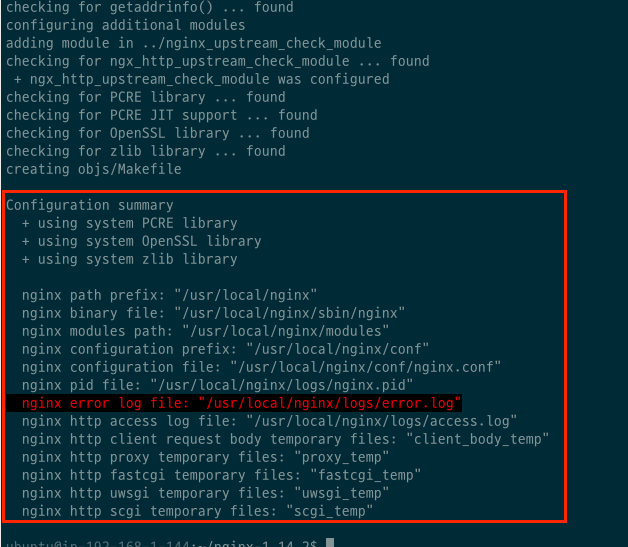 checking for getaddrinfo() ... found
configuring additional modules
adding module in ../nginx_upstream_check_module
checking for ngx_http_upstream_check_module ... found
 + ngx_http_upstream_check_module was configured
checking for PCRE library ... found
checking for PCRE JIT support ... found
checking for OpenSSL library ... found
checking for zlib library ... found
creating objs/Makefile

Configuration summary
  + using system PCRE library
  + using system OpenSSL library
  + using system zlib library

  nginx path prefix: "/usr/local/nginx"
  nginx binary file: "/usr/local/nginx/sbin/nginx"
  nginx modules path: "/usr/local/nginx/modules"
  nginx configuration prefix: "/usr/local/nginx/conf"
  nginx configuration file: "/usr/local/nginx/conf/nginx.conf"
  nginx pid file: "/usr/local/nginx/logs/nginx.pid"
  nginx error log file: "/usr/local/nginx/logs/error.log"
  nginx http access log file: "/usr/local/nginx/logs/access.log"
  nginx http client request body temporary files: "client_body_temp"
  nginx http proxy temporary files: "proxy_temp"
  nginx http fastcgi temporary files: "fastcgi_temp"
  nginx http uwsgi temporary files: "uwsgi_temp"
  nginx http scgi temporary files: "scgi_temp"

ubuntu@ip-192-168-1-144:~/nginx-1.14.2$